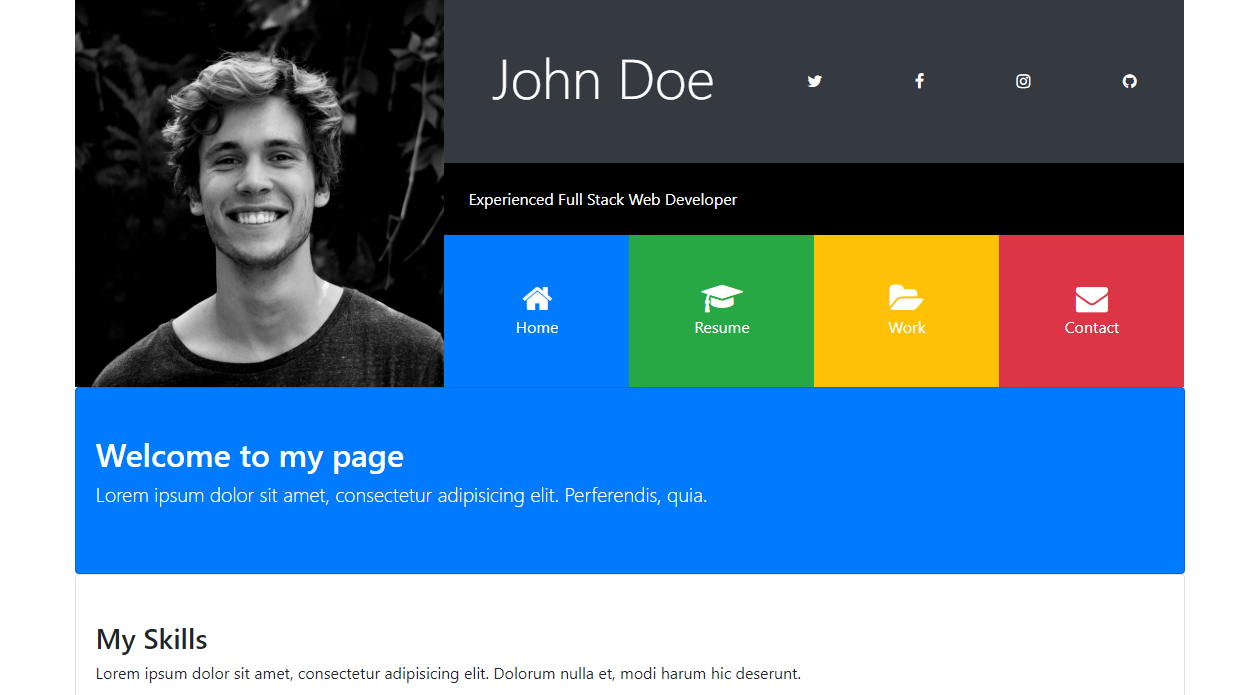 John Doe
Experienced Full Stack Web Developer
Home
Resume
Work
Contact
Welcome to my page
Lorem ipsum dolor sit amet, consectetur adipisicing elit. Perferendis, quia.
My Skills
Lorem ipsum dolor sit amet, consectetur adipisicing elit. Dolorum nulla et, modi harum hic deserunt.